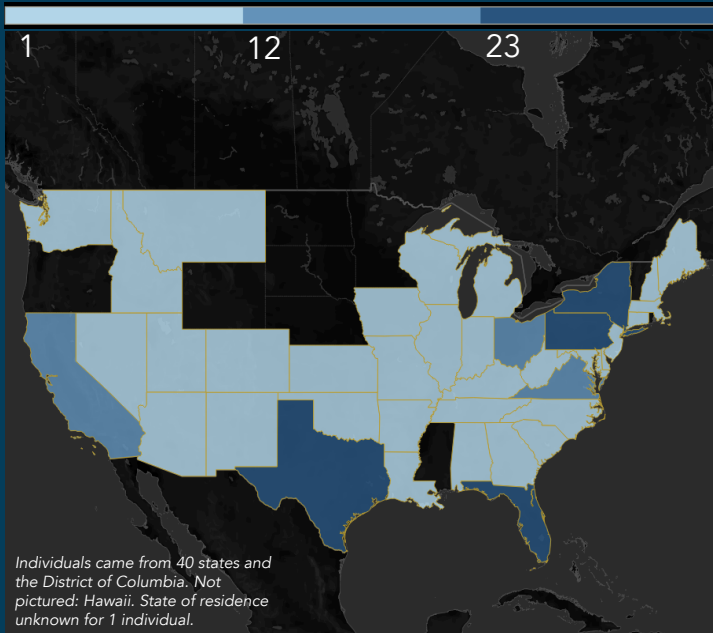 1 12 23
Individuals came from 40 states and
the District of Columbia. Not
pictured: Hawaii. State of residence
unknown for 1 individual.